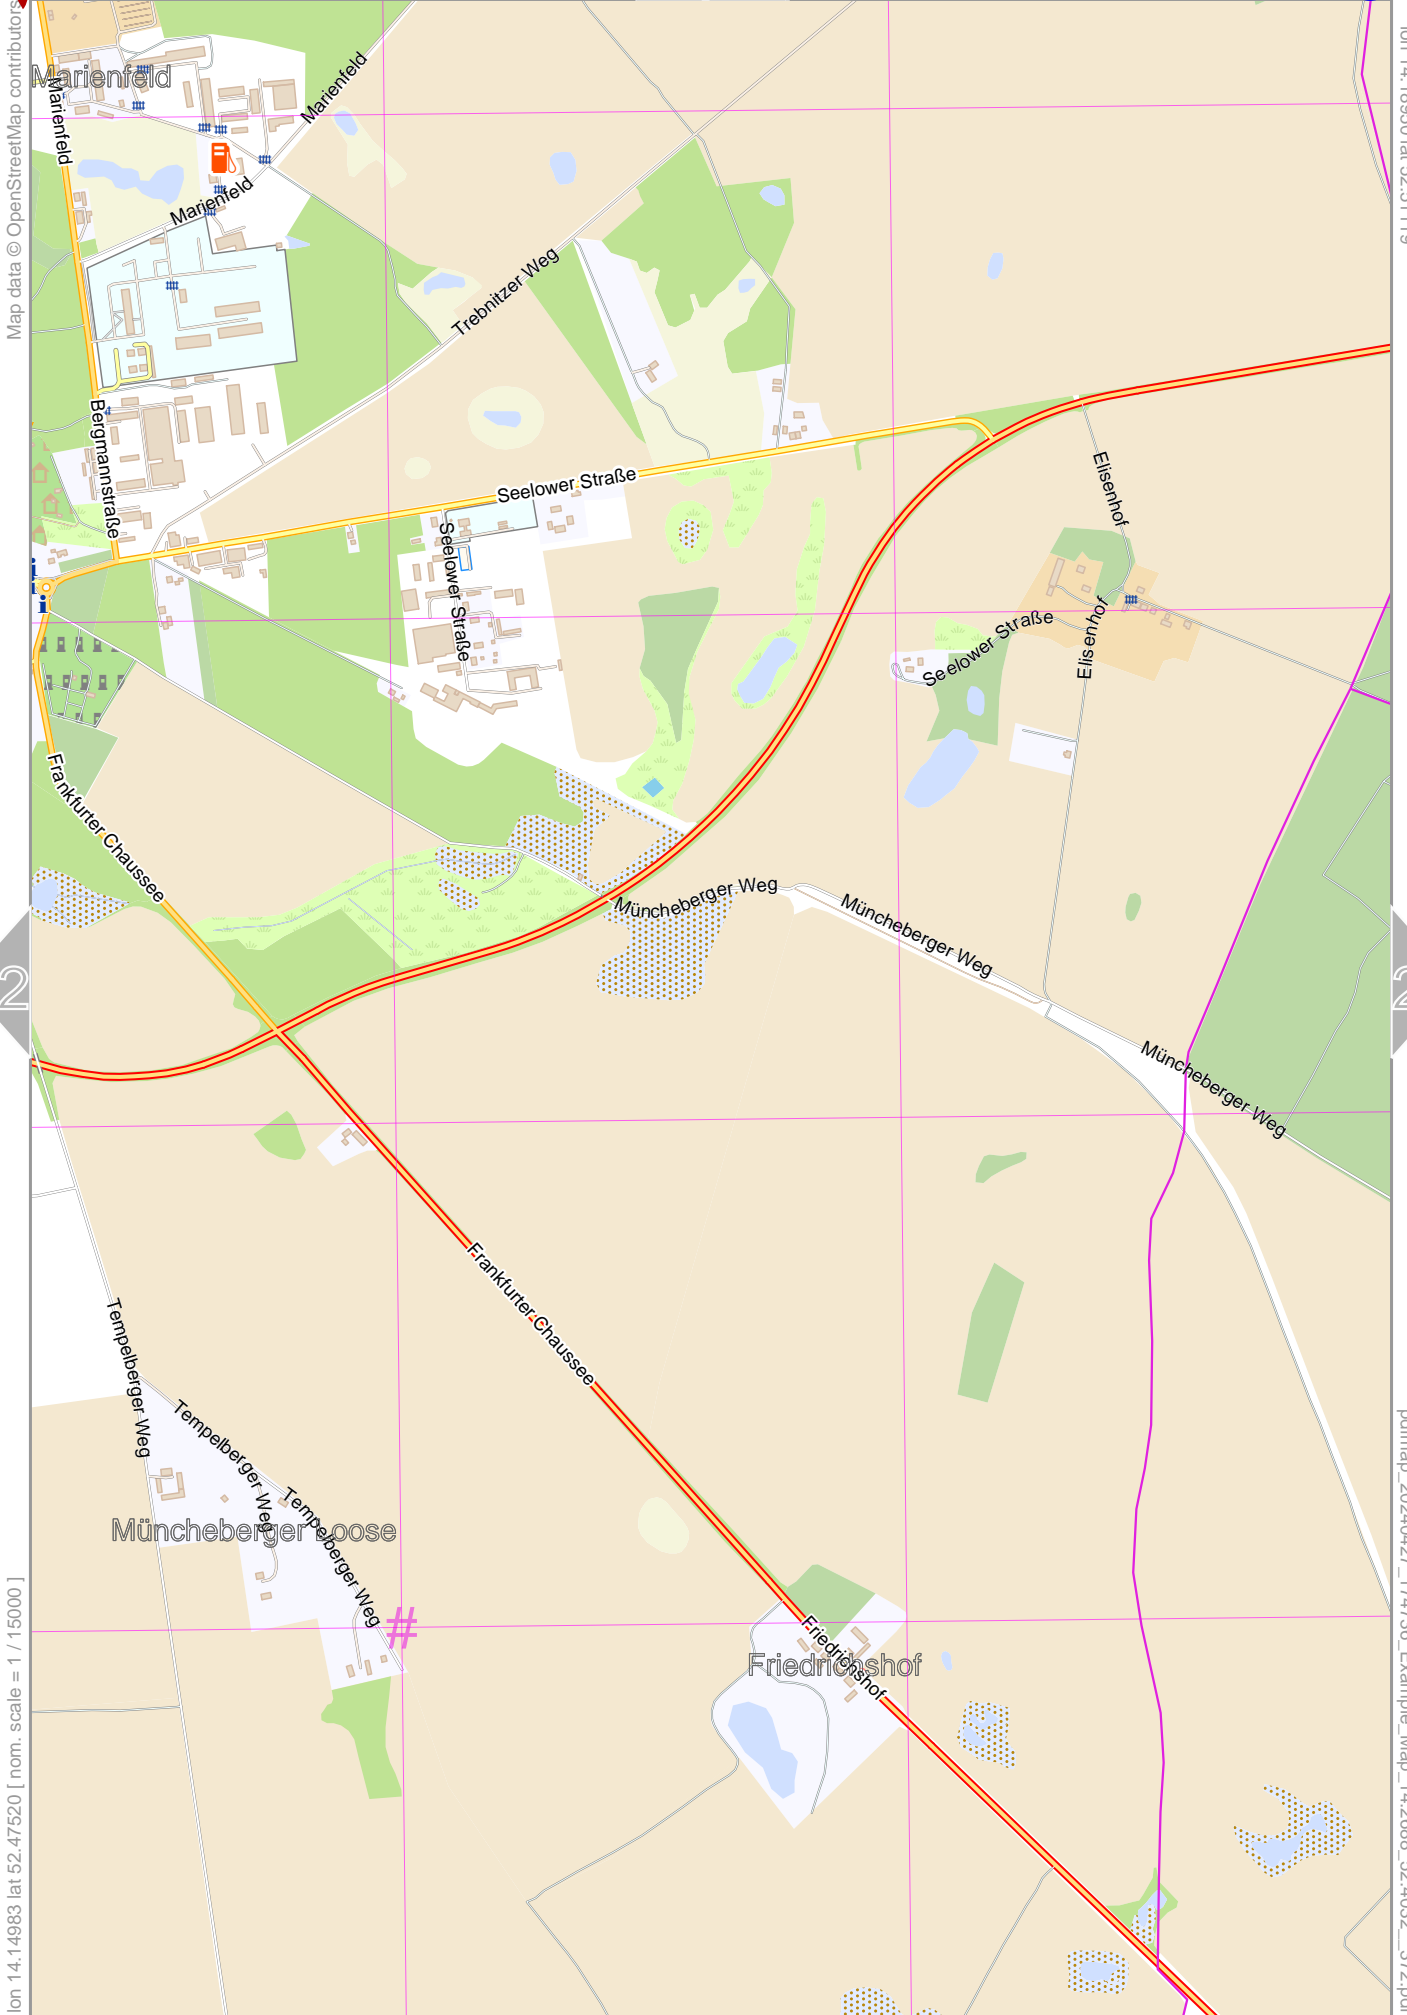 Map data © OpenStreetMap contributors
Marienfeld
Marienfeld
Marienfeld
Marienfeld
Trebnitzer Weg
Bergmannstraße
Seelower Straße
Seelower Straße
Elisenhof
Seelower Straße
Elisenhof
i
i
i
Frankfurter Chaussee
Müncheberger Weg
Müncheberger Weg
2
2
Müncheberger Weg
Frankfurter Chaussee
Tempelberger Weg
Tempelberger Weg
Tempelberger Weg
Müncheberger Loose
#
Friedrichshof
Friedrichshof
lon 14.14983 lat 52.47520 [ nom. scale = 1 / 15000 ]